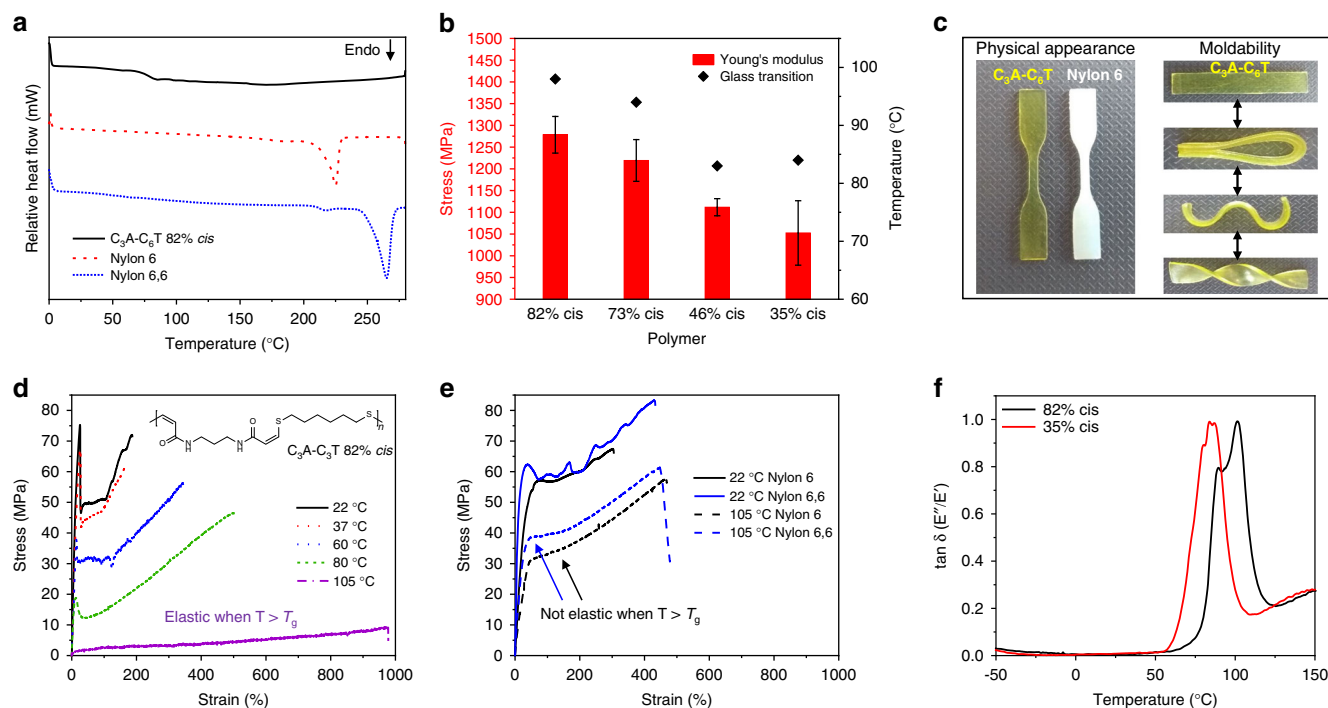 a
Endo
Relative heat flow (mW)
C₃A-C₆T 82% cis
Nylon 6
Nylon 6,6
0 50 100 150 200 250
Temperature (°C)
b
1500
1450
1400
1350
1300
1250
1200
1150
1100
1050
1000
950
900
Stress (MPa)
Young's modulus
Glass transition
100
90
80
70
60
Temperature (°C)
82% cis 73% cis 46% cis 35% cis
Polymer
c
Physical appearance
C₃A-C₆T Nylon 6
Moldability
C₃A-C₆T
d
80
70
60
50
40
30
20
10
0
Stress (MPa)
O
NH
NH
O
S
S
n
C₃A-C₃T 82% cis
22 °C
37 °C
60 °C
80 °C
105 °C
Elastic when T > Tg
0 200 400 600 800 1000
Strain (%)
e
80
70
60
50
40
30
20
10
0
Stress (MPa)
22 °C Nylon 6
22 °C Nylon 6,6
105 °C Nylon 6
105 °C Nylon 6,6
Not elastic when T > Tg
0 200 400 600 800 1000
Strain (%)
f
82% cis
35% cis
1.0
0.8
0.6
0.4
0.2
0.0
tan δ (E″/E′)
-50 0 50 100 150
Temperature (°C)